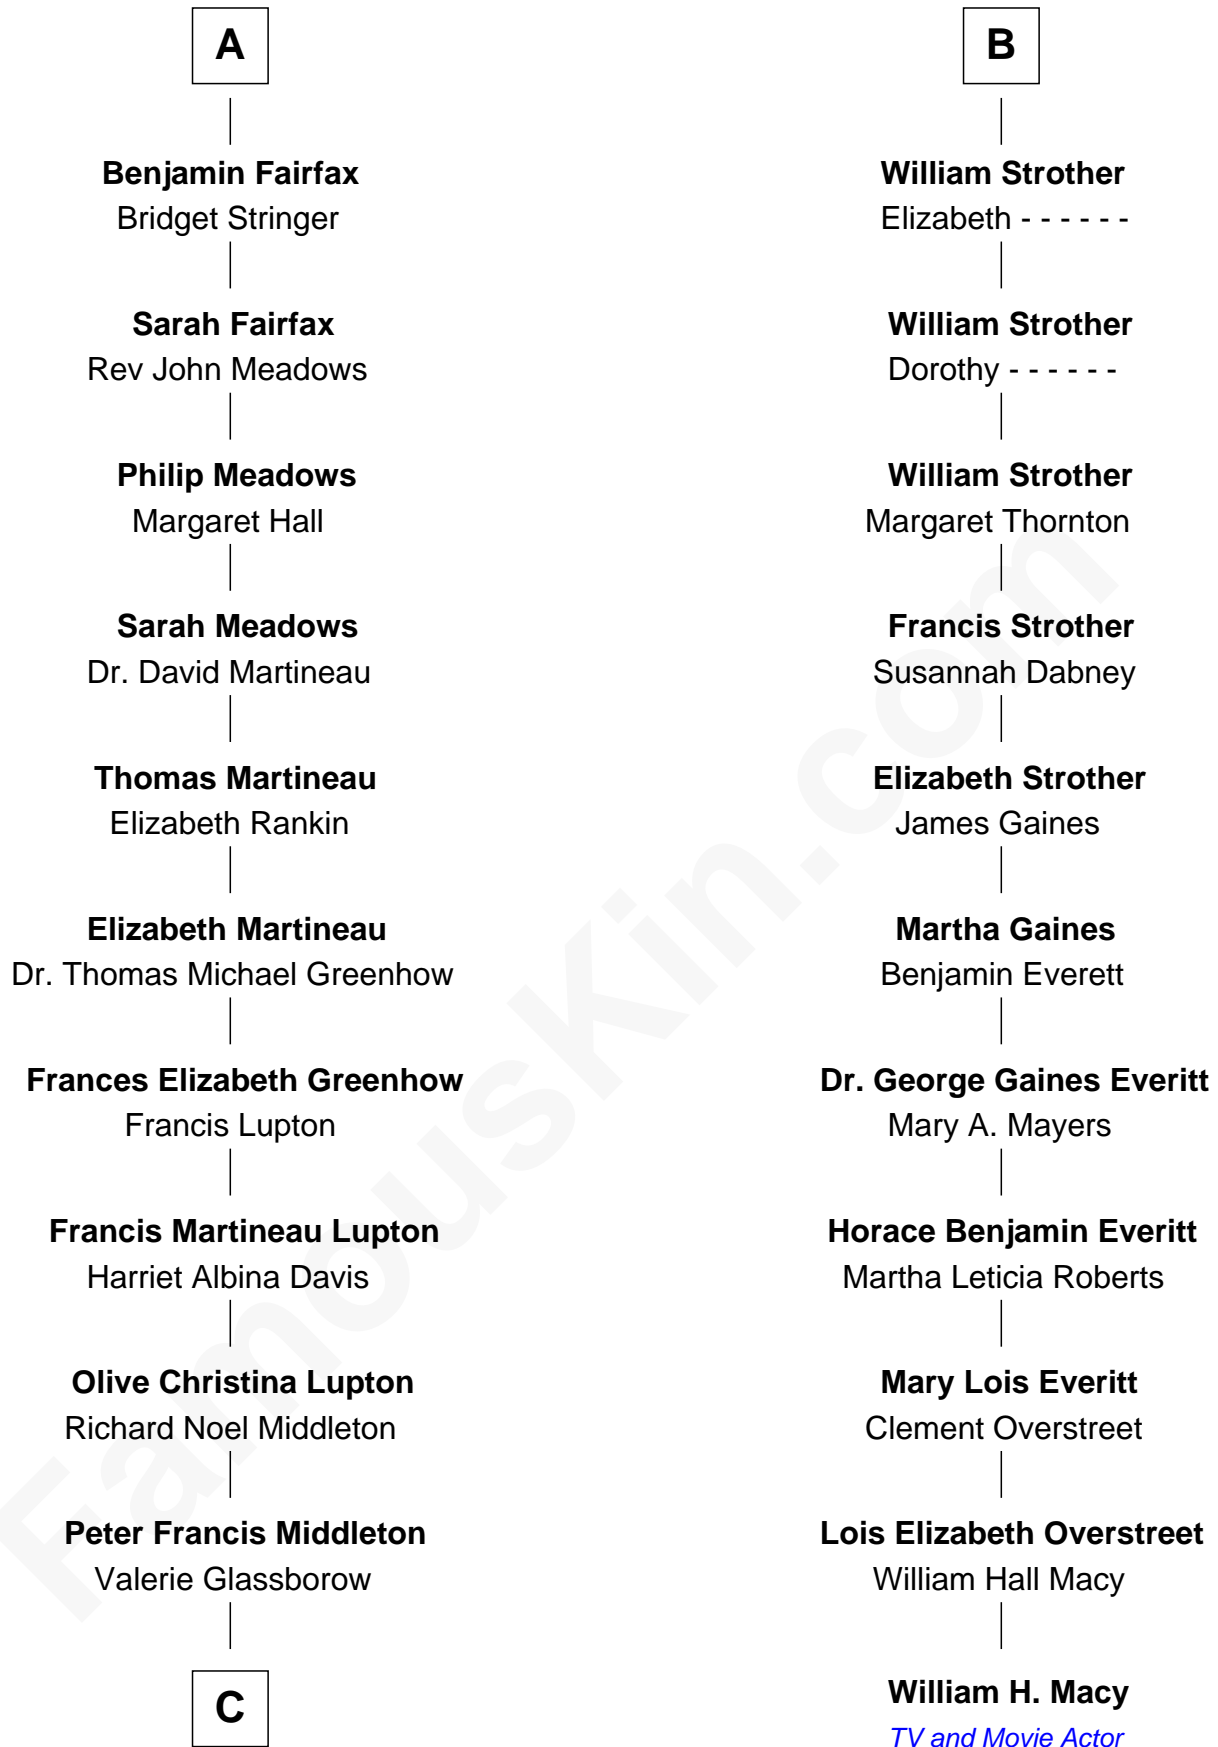 A
Benjamin Fairfax
Bridget Stringer
Sarah Fairfax
Rev John Meadows
Philip Meadows
Margaret Hall
Sarah Meadows
Dr. David Martineau
Thomas Martineau
Elizabeth Rankin
Elizabeth Martineau
Dr. Thomas Michael Greenhow
Frances Elizabeth Greenhow
Francis Lupton
Francis Martineau Lupton
Harriet Albina Davis
Olive Christina Lupton
Richard Noel Middleton
Peter Francis Middleton
Valerie Glassborow
C
B
William Strother
Elizabeth - - - - - -
William Strother
Dorothy - - - - - -
William Strother
Margaret Thornton
Francis Strother
Susannah Dabney
Elizabeth Strother
James Gaines
Martha Gaines
Benjamin Everett
Dr. George Gaines Everitt
Mary A. Mayers
Horace Benjamin Everitt
Martha Leticia Roberts
Mary Lois Everitt
Clement Overstreet
Lois Elizabeth Overstreet
William Hall Macy
William H. Macy
TV and Movie Actor
FamousKin.com